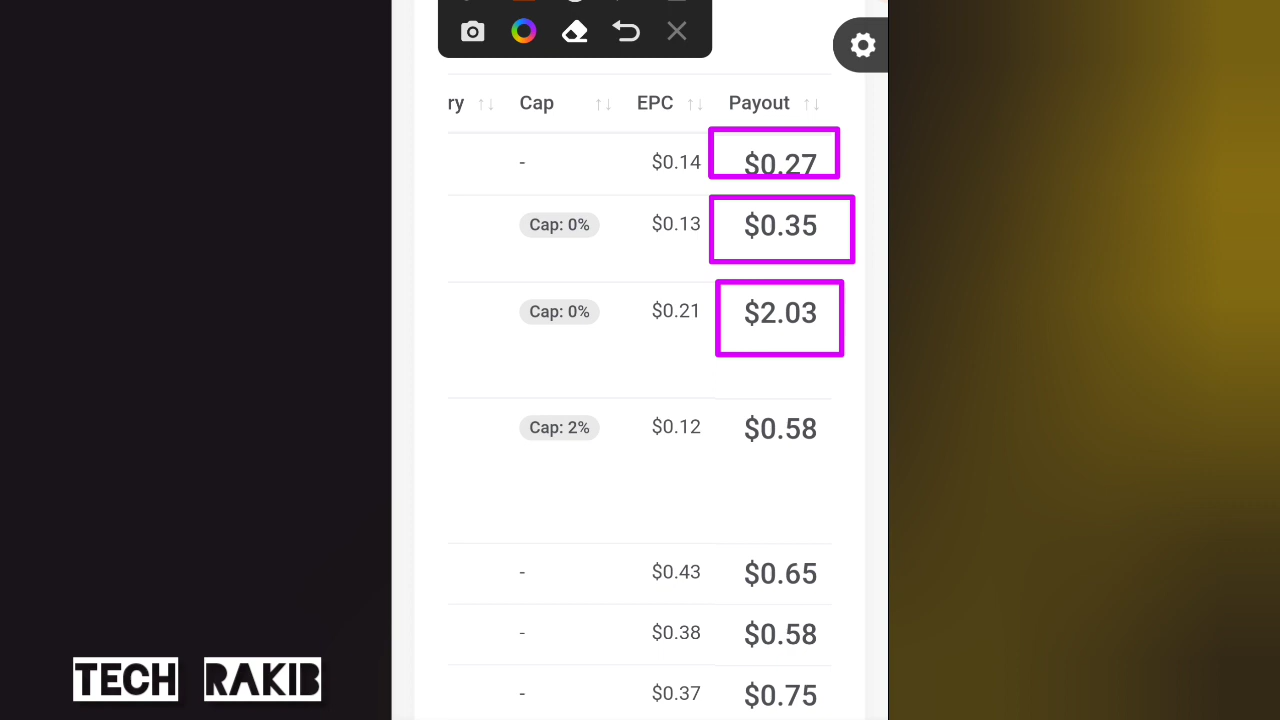 ry ↑↓ Cap ↑↓ EPC ↑↓ Payout ↑↓
- $0.14 $0.27
Cap: 0% $0.13 $0.35
Cap: 0% $0.21 $2.03
Cap: 2% $0.12 $0.58
- $0.43 $0.65
- $0.38 $0.58
- $0.37 $0.75
TECH RAKIB